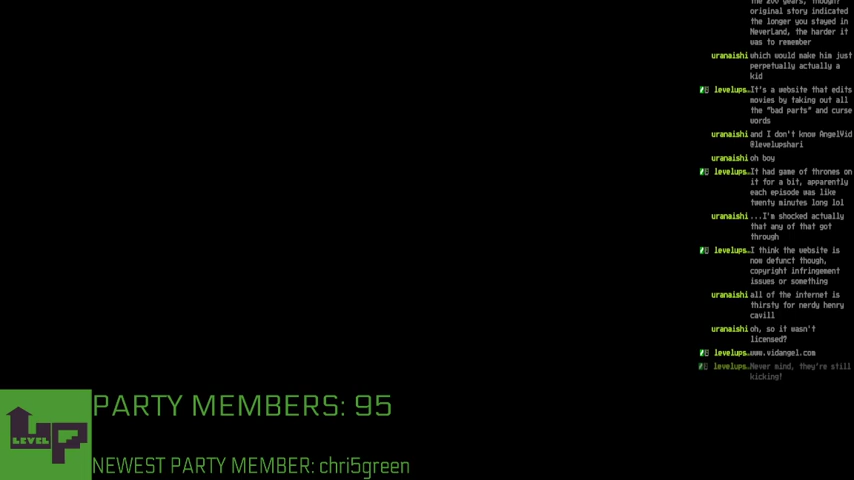 the 200 years, though
original story indicated
the longer you stayed in
NeverLand, the harder it
was to remember
uranaishi which would make him just
perpetually actually a
kid
levelups… It's a website that edits
movies by taking out all
the "bad parts" and curse
words
uranaishi and I don't know AngelVid
@levelupshari
uranaishi oh boy
levelups… It had game of thrones on
it for a bit, apparently
each episode was like
twenty minutes long lol
uranaishi ...I'm shocked actually
that any of that got
through
levelups… I think the website is
now defunct though,
copyright infringement
issues or something
uranaishi all of the internet is
thirsty for nerdy henry
cavill
uranaishi oh, so it wasn't
licensed?
levelups… www.vidangel.com
levelups… Never mind, they're still
kicking!
LEVEL UP
PARTY MEMBERS: 95
NEWEST PARTY MEMBER: chri5green